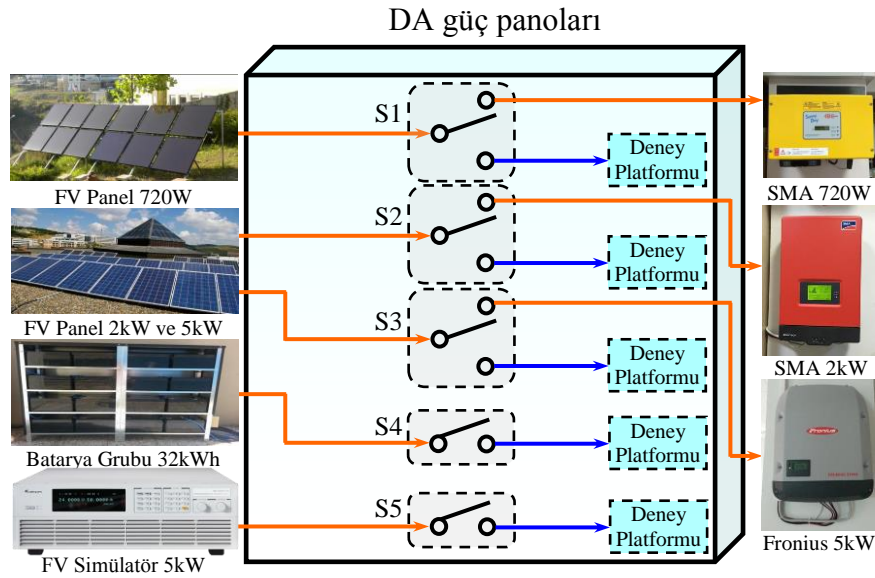 DA güç panoları
S1
Deney
Platformu
FV Panel 720W
SMA 720W
S2
Deney
Platformu
FV Panel 2kW ve 5kW
S3
Deney
Platformu
SMA 2kW
S4
Deney
Platformu
Batarya Grubu 32kWh
Fronius
S5
Deney
Platformu
FV Simülatör 5kW
Fronius 5kW